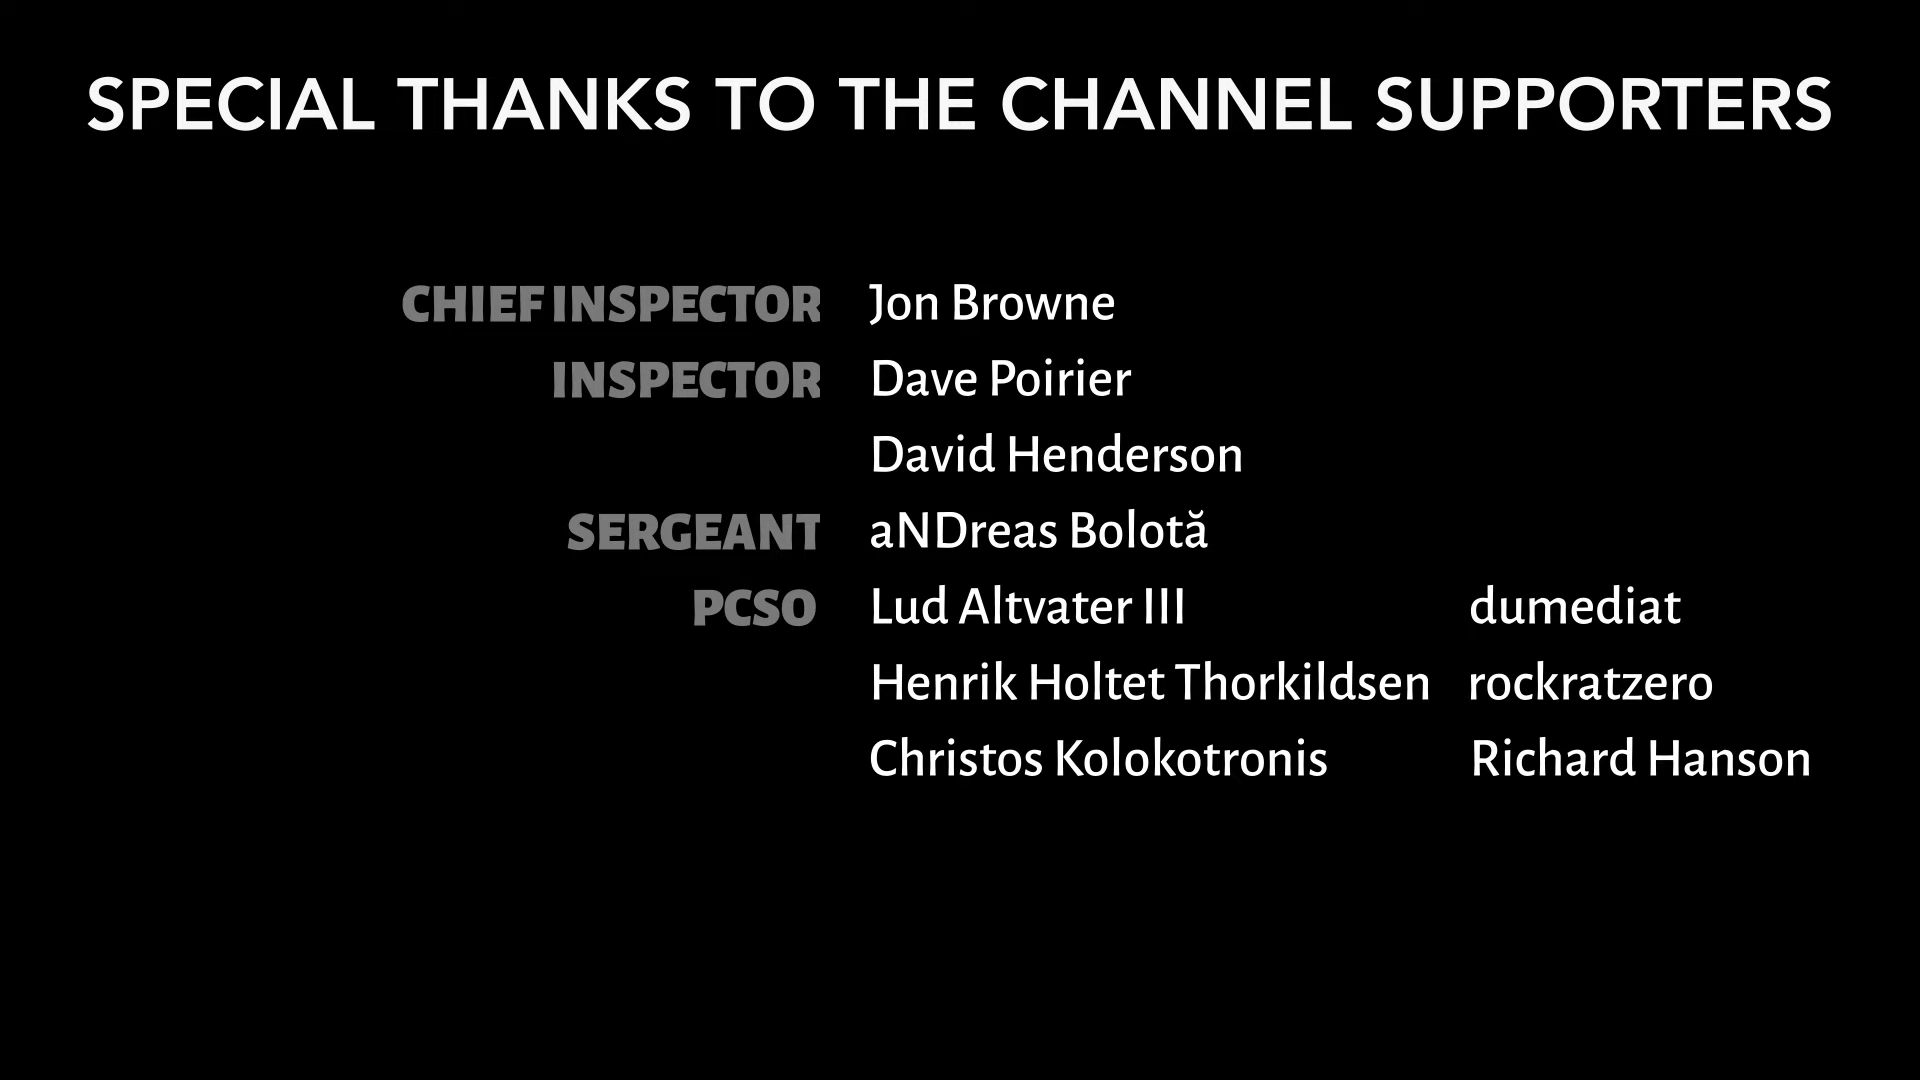 SPECIAL THANKS TO THE CHANNEL SUPPORTERS
CHIEF INSPECTOR Jon Browne
INSPECTOR Dave Poirier
David Henderson
SERGEANT aNDreas Bolotă
PCSO Lud Altvater III dumediat
Henrik Holtet Thorkildsen rockratzero
Christos Kolokotronis Richard Hanson